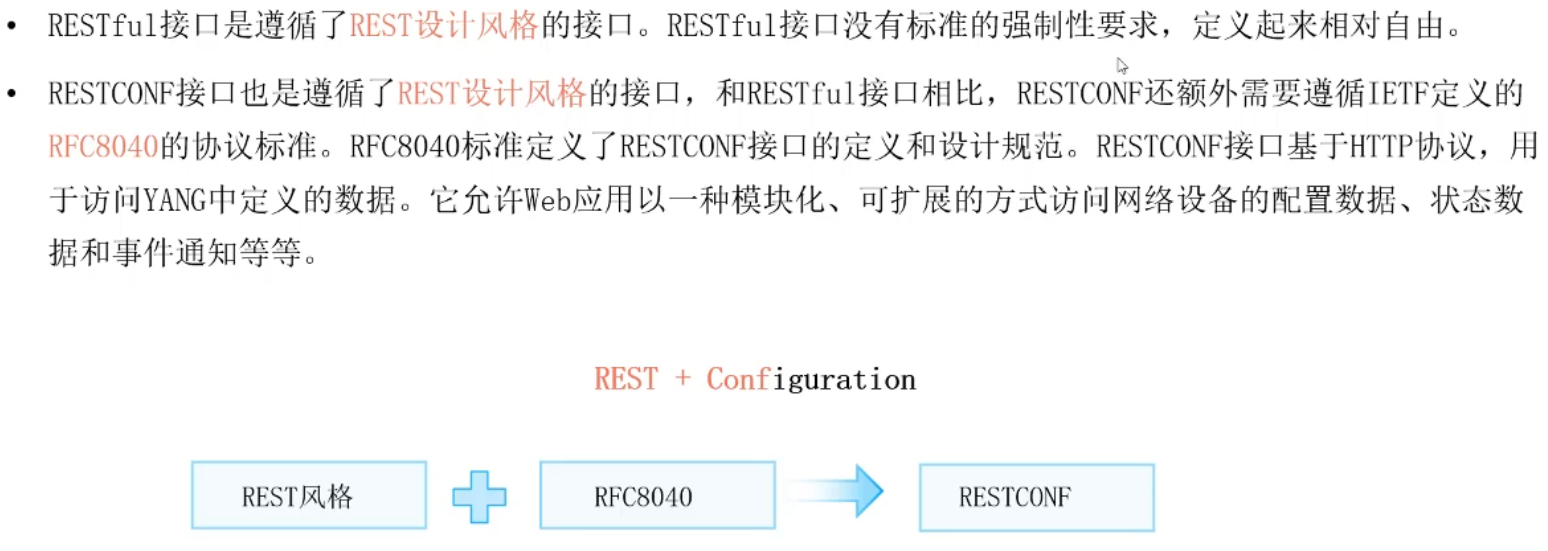 • RESTful接口是遵循了REST设计风格的接口。RESTful接口没有标准的强制性要求，定义起来相对自由。
• RESTCONF接口也是遵循了REST设计风格的接口，和RESTful接口相比，RESTCONF还额外需要遵循IETF定义的
RFC8040的协议标准。RFC8040标准定义了RESTCONF接口的定义和设计规范。RESTCONF接口基于HTTP协议，用
于访问YANG中定义的数据。它允许Web应用以一种模块化、可扩展的方式访问网络设备的配置数据、状态数
据和事件通知等等。
REST + Configuration
REST风格
RFC8040
RESTCONF